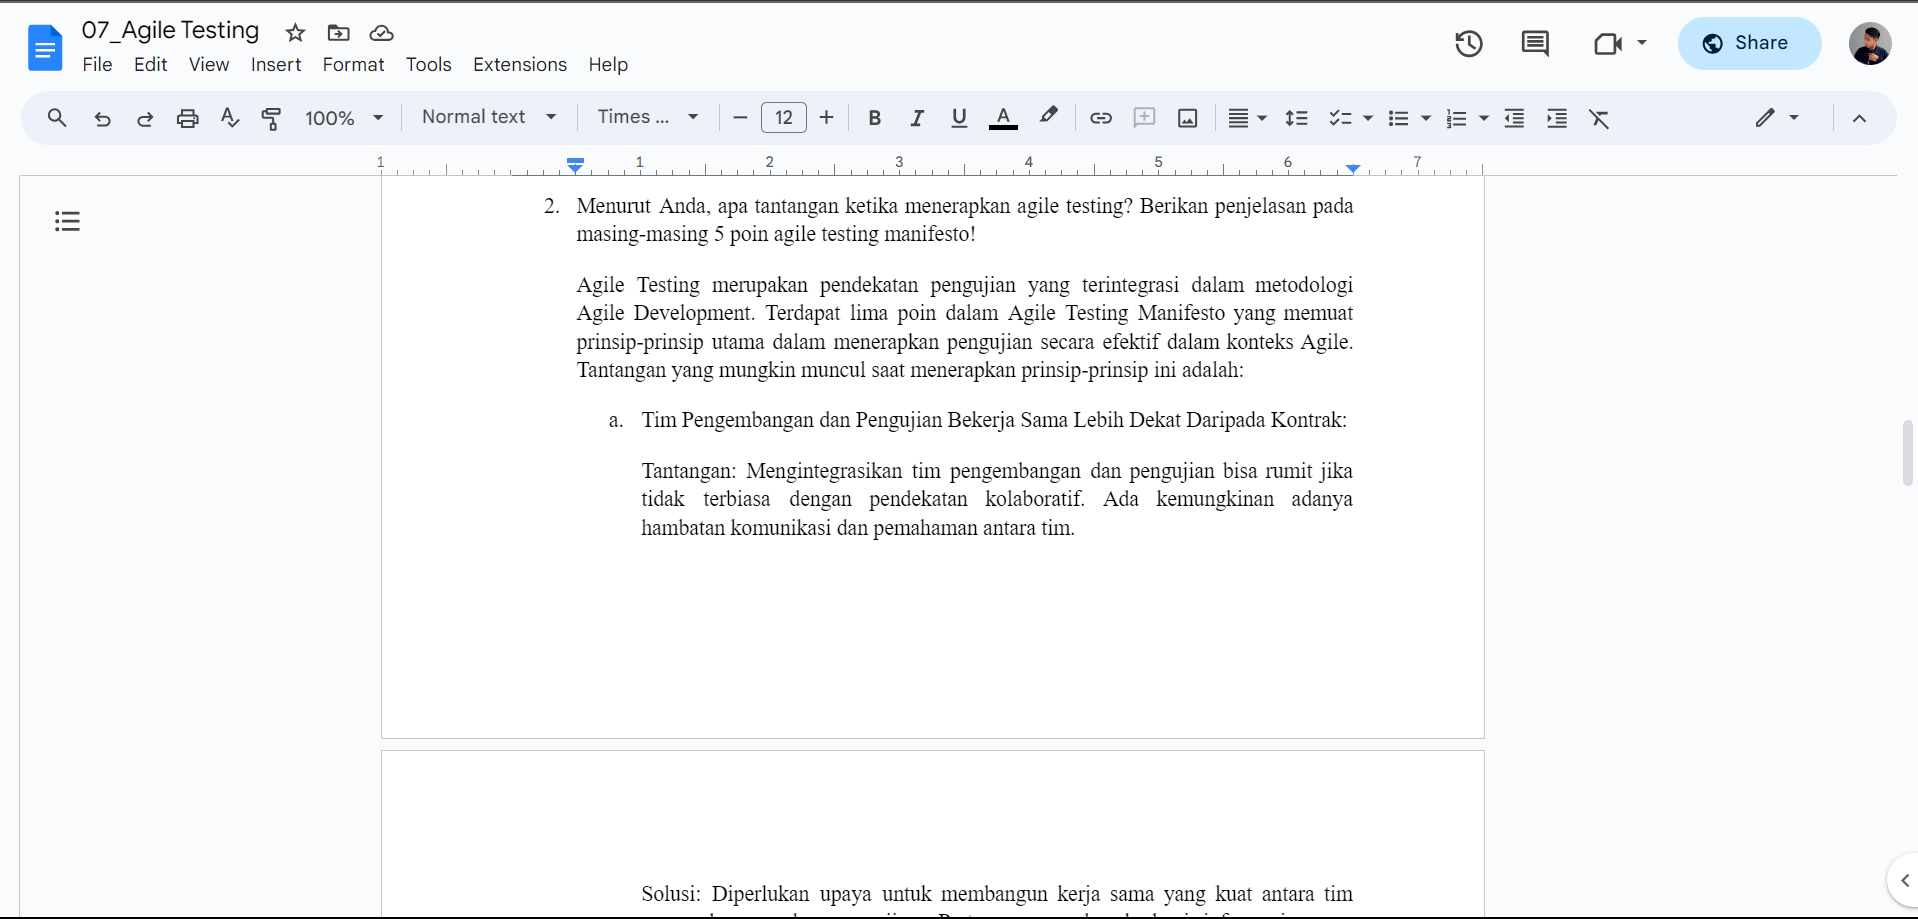 07_Agile Testing
File Edit View Insert Format Tools Extensions Help
Share
100% Normal text Times ... 12 B I U A
1 1 2 3 4 5 6 7
2. Menurut Anda, apa tantangan ketika menerapkan agile testing? Berikan penjelasan pada
masing-masing 5 poin agile testing manifesto!
Agile Testing merupakan pendekatan pengujian yang terintegrasi dalam metodologi
Agile Development. Terdapat lima poin dalam Agile Testing Manifesto yang memuat
prinsip-prinsip utama dalam menerapkan pengujian secara efektif dalam konteks Agile.
Tantangan yang mungkin muncul saat menerapkan prinsip-prinsip ini adalah:
a. Tim Pengembangan dan Pengujian Bekerja Sama Lebih Dekat Daripada Kontrak:
Tantangan: Mengintegrasikan tim pengembangan dan pengujian bisa rumit jika
tidak terbiasa dengan pendekatan kolaboratif. Ada kemungkinan adanya
hambatan komunikasi dan pemahaman antara tim.
Solusi: Diperlukan upaya untuk membangun kerja sama yang kuat antara tim